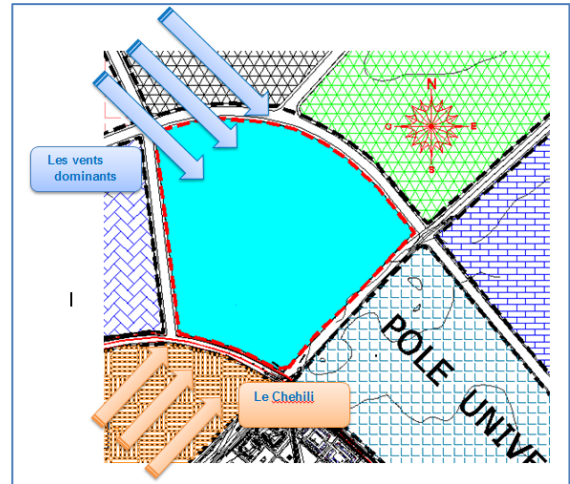 Les vents
dominants
N
O E
S
I
POLE UNIVE
Le Chehili